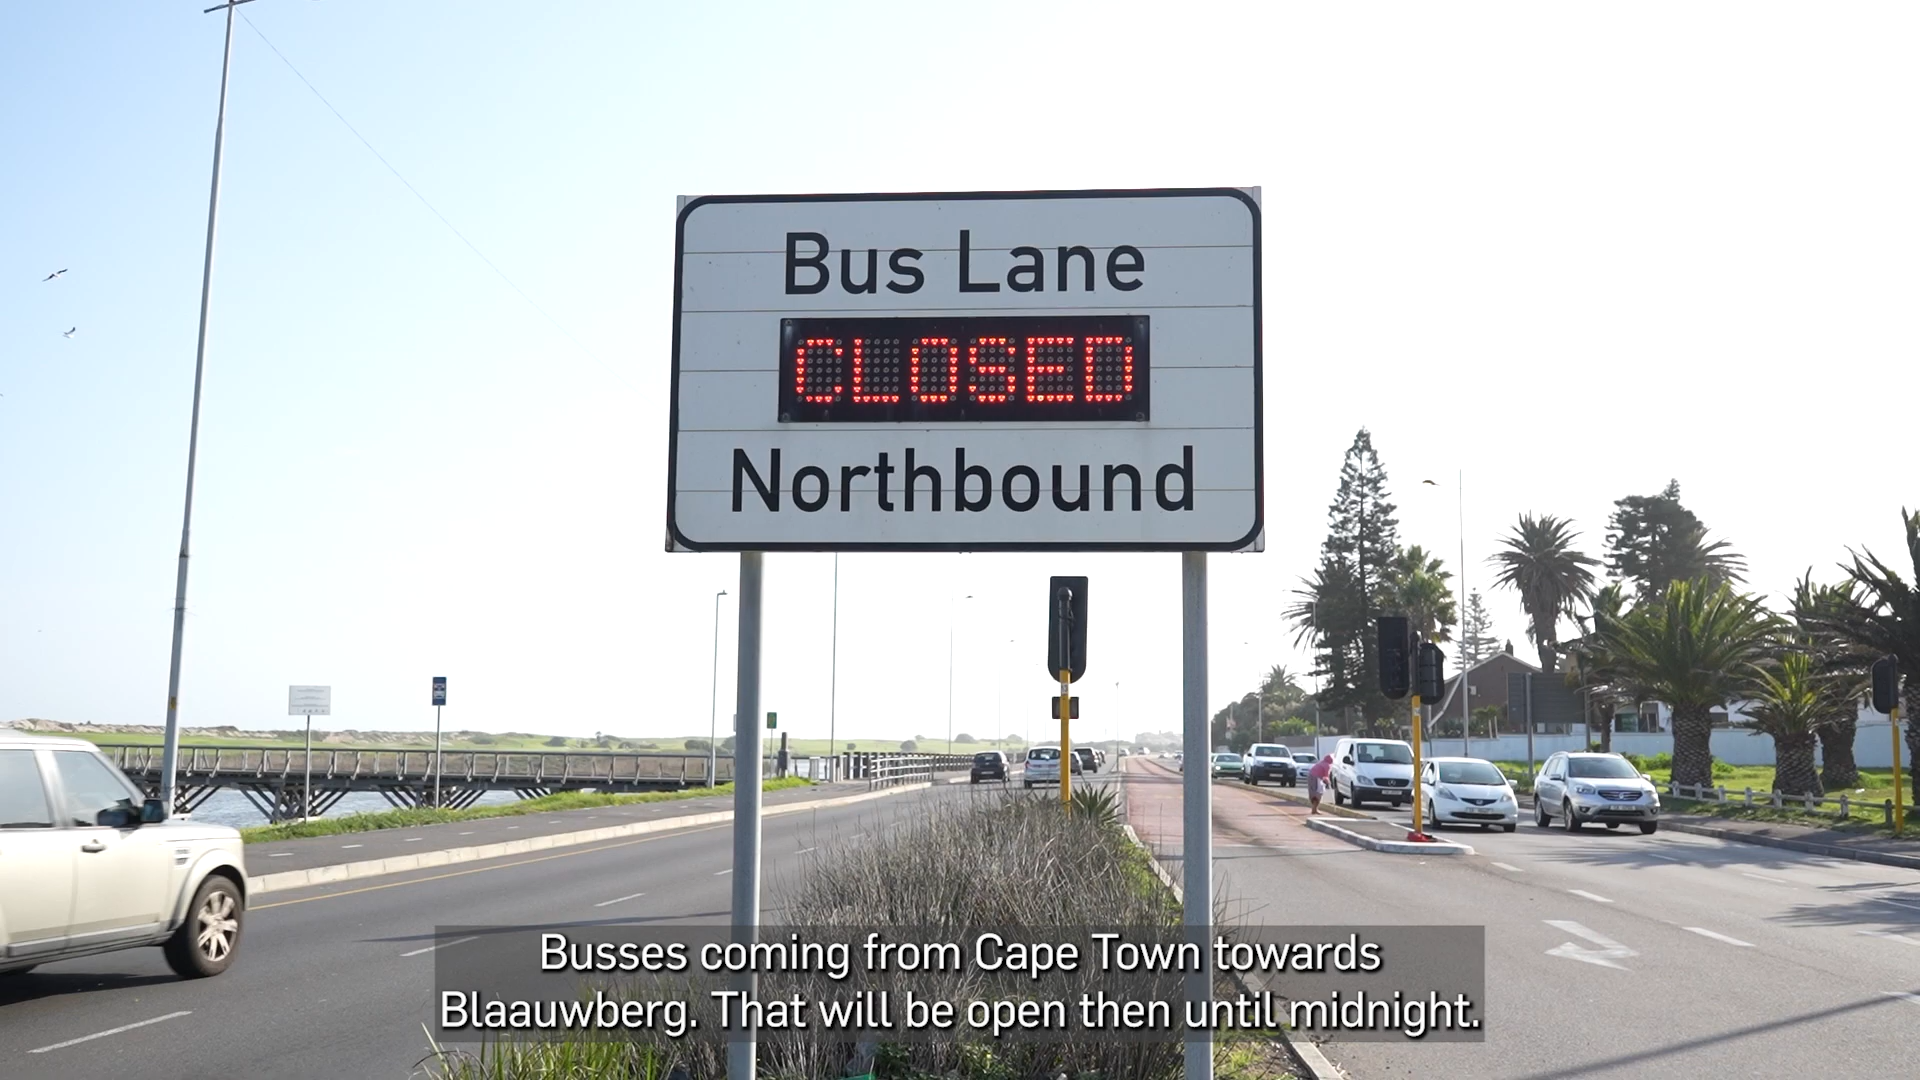 Bus Lane
CLOSED
Northbound
Busses coming from Cape Town towards
Blaauwberg. That will be open then until midnight.